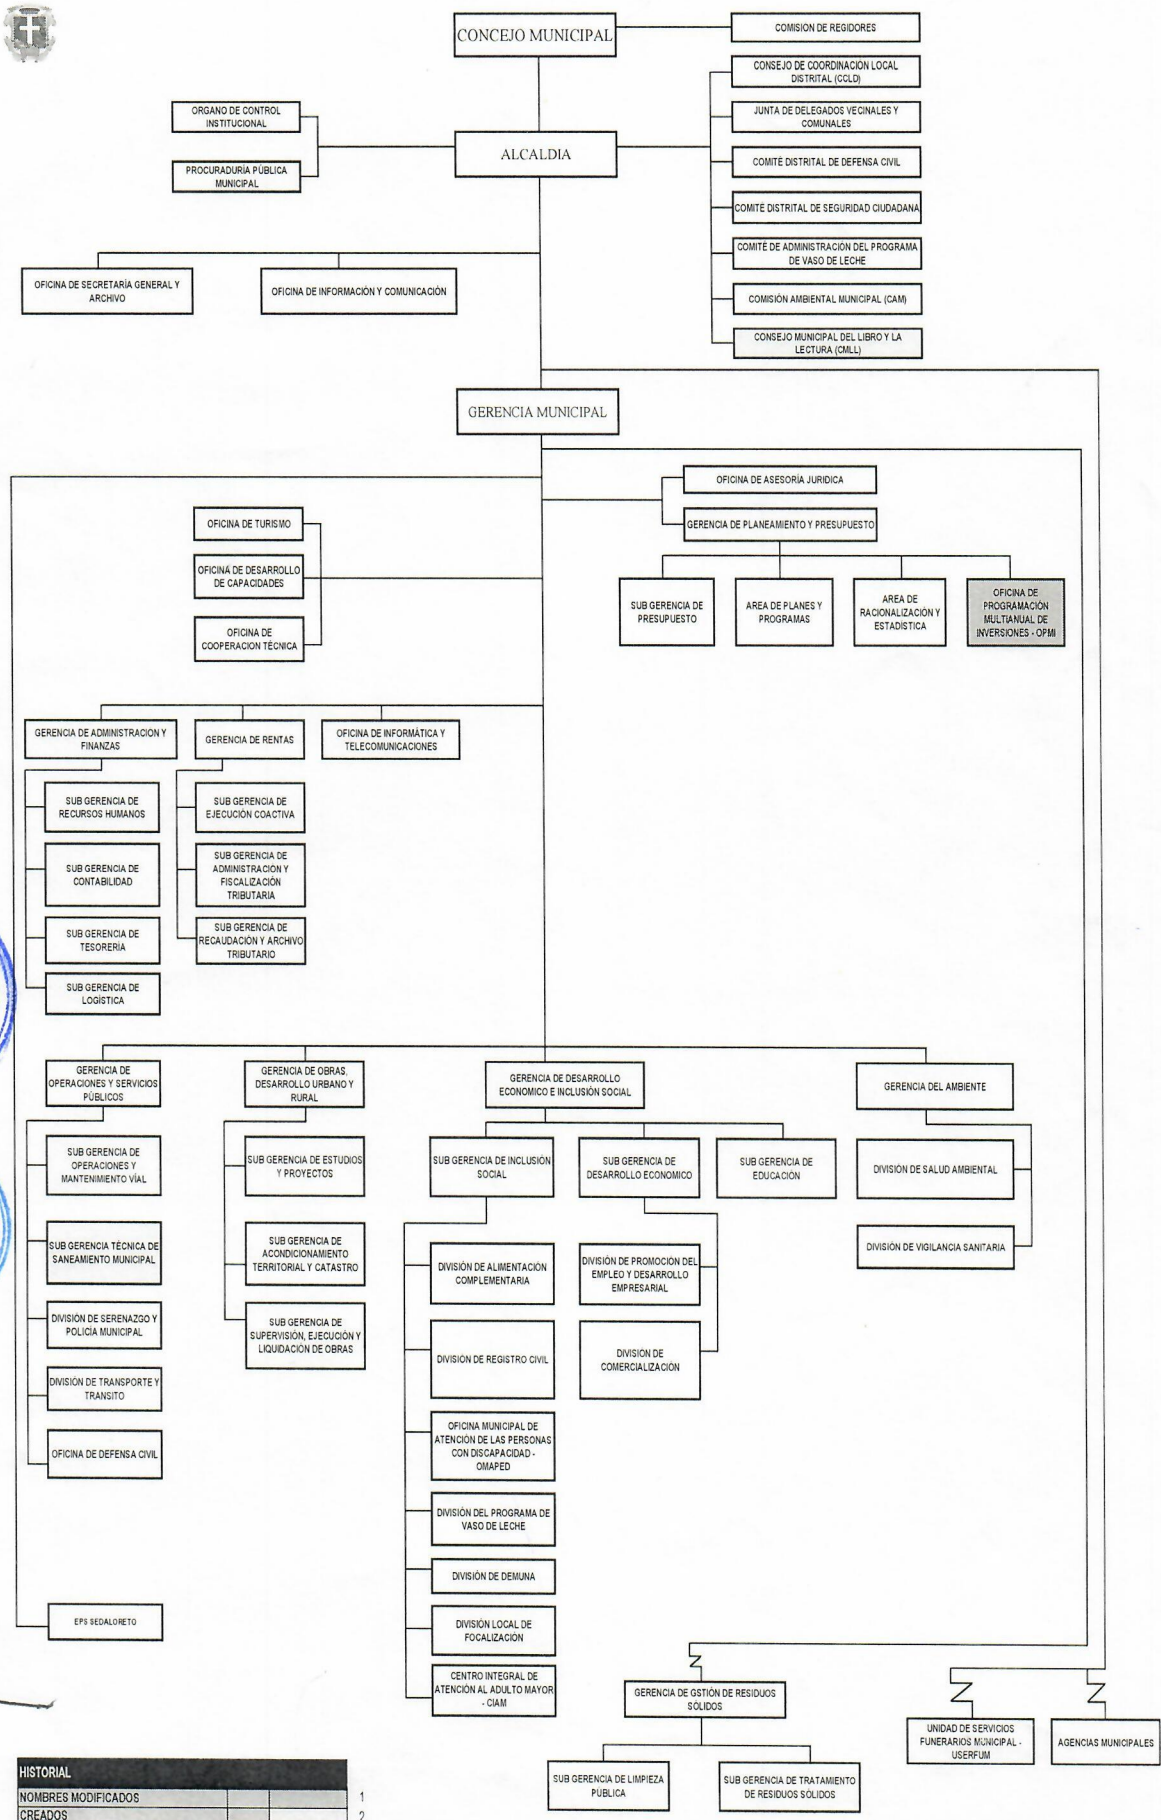 CONCEJO MUNICIPAL
COMISION DE REGIDORES
CONSEJO DE COORDINACIÓN LOCAL
DISTRITAL (CCLD)
ORGANO DE CONTROL
INSTITUCIONAL
JUNTA DE DELEGADOS VECINALES Y
COMUNALES
ALCALDIA
PROCURADURÍA PÚBLICA
MUNICIPAL
COMITÉ DISTRITAL DE DEFENSA CIVIL
COMITÉ DISTRITAL DE SEGURIDAD CIUDADANA
COMITÉ DE ADMINISTRACIÓN DEL PROGRAMA
DE VASO DE LECHE
OFICINA DE SECRETARÍA GENERAL Y
ARCHIVO
OFICINA DE INFORMACIÓN Y COMUNICACIÓN
COMISIÓN AMBIENTAL MUNICIPAL (CAM)
CONSEJO MUNICIPAL DEL LIBRO Y LA
LECTURA (CMLL)
GERENCIA MUNICIPAL
OFICINA DE ASESORÍA JURIDICA
GERENCIA DE PLANEAMIENTO Y PRESUPUESTO
OFICINA DE TURISMO
OFICINA DE DESARROLLO
DE CAPACIDADES
OFICINA DE
COOPERACION TÉCNICA
SUB GERENCIA DE
PRESUPUESTO
AREA DE PLANES Y
PROGRAMAS
AREA DE
RACIONALIZACIÓN Y
ESTADISTICA
OFICINA DE
PROGRAMACIÓN
MULTIANUAL DE
INVERSIONES - OPMI
GERENCIA DE ADMINISTRACION Y
FINANZAS
GERENCIA DE RENTAS
OFICINA DE INFORMÁTICA Y
TELECOMUNICACIONES
SUB GERENCIA DE
RECURSOS HUMANOS
SUB GERENCIA DE
CONTABILIDAD
SUB GERENCIA DE
TESORERÍA
SUB GERENCIA DE
LOGÍSTICA
SUB GERENCIA DE
EJECUCIÓN COACTIVA
SUB GERENCIA DE
ADMINISTRACIÓN Y
FISCALIZACIÓN
TRIBUTARIA
SUB GERENCIA DE
RECAUDACIÓN Y ARCHIVO
TRIBUTARIO
GERENCIA DE
OPERACIONES Y SERVICIOS
PÚBLICOS
GERENCIA DE OBRAS,
DESARROLLO URBANO Y
RURAL
GERENCIA DE DESARROLLO
ECONOMICO E INCLUSIÓN SOCIAL
GERENCIA DEL AMBIENTE
SUB GERENCIA DE
OPERACIONES Y
MANTENIMIENTO VÍAL
SUB GERENCIA TÉCNICA DE
SANEAMIENTO MUNICIPAL
DIVISIÓN DE SERENAZGO Y
POLICÍA MUNICIPAL
DIVISIÓN DE TRANSPORTE Y
TRANSITO
OFICINA DE DEFENSA CIVIL
SUB GERENCIA DE ESTUDIOS
Y PROYECTOS
SUB GERENCIA DE
ACONDICIONAMIENTO
TERRITORIAL Y CATASTRO
SUB GERENCIA DE
SUPERVISIÓN, EJECUCIÓN Y
LIQUIDACIÓN DE OBRAS
SUB GERENCIA DE INCLUSIÓN
SOCIAL
SUB GERENCIA DE
DESARROLLO ECONOMICO
SUB GERENCIA DE
EDUCACIÓN
DIVISIÓN DE ALIMENTACIÓN
COMPLEMENTARIA
DIVISIÓN DE REGISTRO CIVIL
OFICINA MUNICIPAL DE
ATENCIÓN DE LAS PERSONAS
CON DISCAPACIDAD -
OMAPED
DIVISIÓN DEL PROGRAMA DE
VASO DE LECHE
DIVISIÓN DE DEMUNA
DIVISIÓN LOCAL DE
FOCALIZACIÓN
CENTRO INTEGRAL DE
ATENCIÓN AL ADULTO MAYOR
- CIAM
DIVISIÓN DE PROMOCIÓN DEL
EMPLEO Y DESARROLLO
EMPRESARIAL
DIVISION DE
COMERCIALIZACIÓN
DIVISIÓN DE SALUD AMBIENTAL
DIVISIÓN DE VIGILANCIA SANITARIA
EPS SEDALORETO
GERENCIA DE GSTIÓN DE RESIDUOS
SÓLIDOS
SUB GERENCIA DE LIMPIEZA
PÚBLICA
SUB GERENCIA DE TRATAMIENTO
DE RESIDUOS SÓLIDOS
UNIDAD DE SERVICIOS
FUNERARIOS MUNICIPAL -
USERFUM
AGENCIAS MUNICIPALES
HISTORIAL
NOMBRES MODIFICADOS 1
CREADOS 2